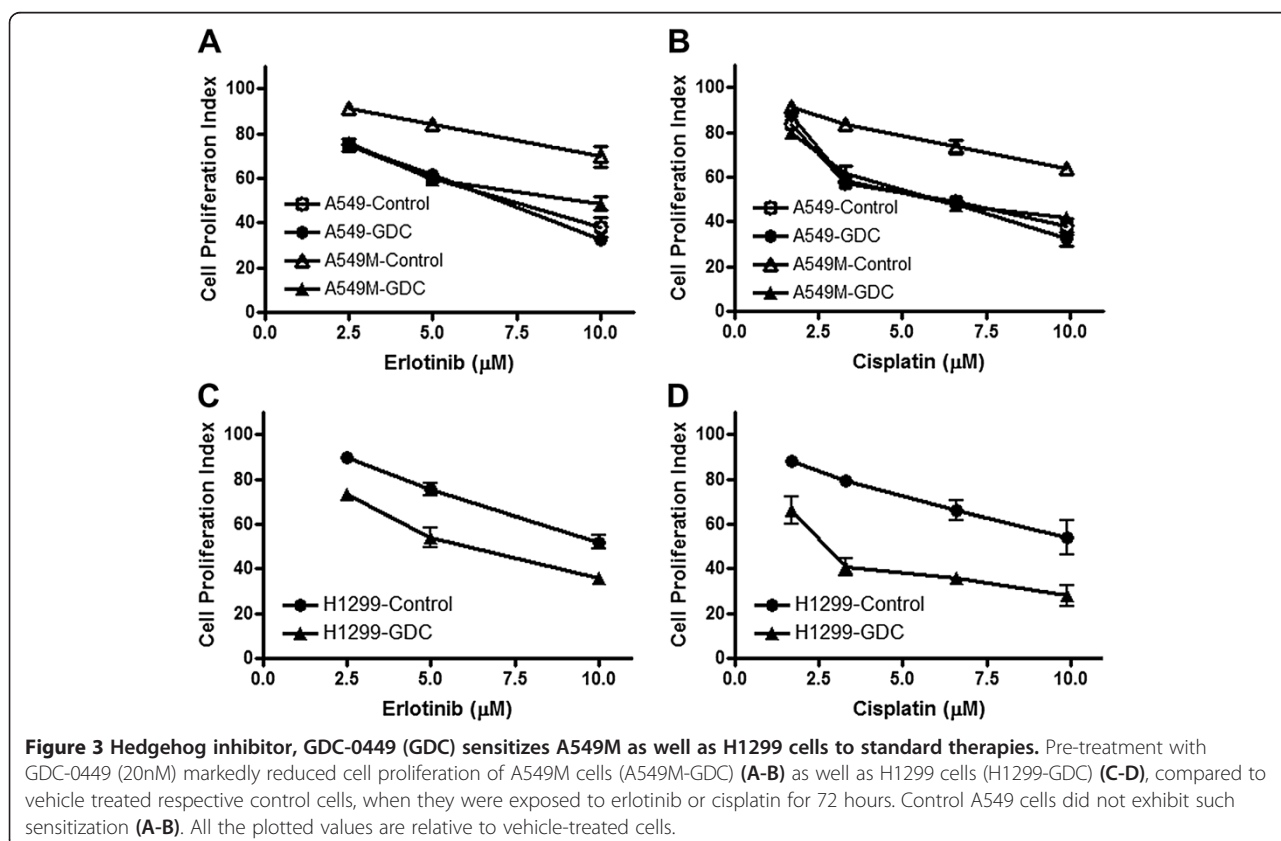 A
Cell Proliferation Index
100
80
60
40
20
0
A549-Control
A549-GDC
A549M-Control
A549M-GDC
0.0 2.5 5.0 7.5 10.0
Erlotinib (μM)
B
Cell Proliferation Index
100
80
60
40
20
0
A549-Control
A549-GDC
A549M-Control
A549M-GDC
0.0 2.5 5.0 7.5 10.0
Cisplatin (μM)
C
Cell Proliferation Index
100
80
60
40
20
0
H1299-Control
H1299-GDC
0.0 2.5 5.0 7.5 10.0
Erlotinib (μM)
D
Cell Proliferation Index
100
80
60
40
20
0
H1299-Control
H1299-GDC
0.0 2.5 5.0 7.5 10.0
Cisplatin (μM)
Figure 3 Hedgehog inhibitor, GDC-0449 (GDC) sensitizes A549M as well as H1299 cells to standard therapies. Pre-treatment with
GDC-0449 (20nM) markedly reduced cell proliferation of A549M cells (A549M-GDC) (A-B) as well as H1299 cells (H1299-GDC) (C-D), compared to
vehicle treated respective control cells, when they were exposed to erlotinib or cisplatin for 72 hours. Control A549 cells did not exhibit such
sensitization (A-B). All the plotted values are relative to vehicle-treated cells.